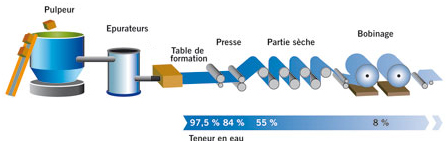 Pulpeur
Epurateurs
Table de
formation
Presse
Partie sèche
Bobinage
97,5 % 84 % 55 % 8 %
Teneur en eau